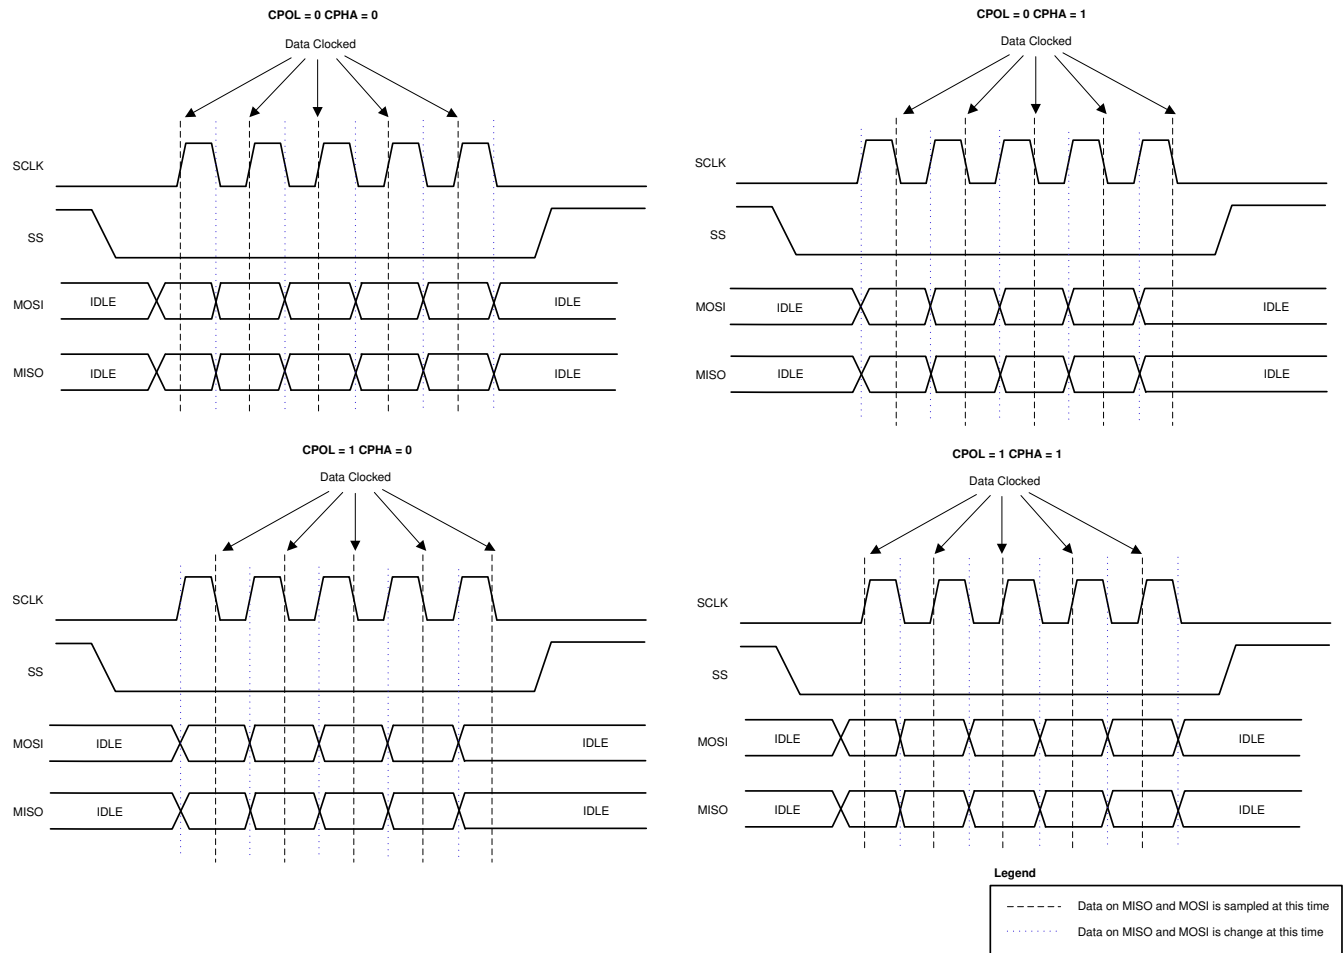 CPOL = 0 CPHA = 0
Data Clocked
SCLK
SS
MOSI IDLE IDLE
MISO IDLE IDLE
CPOL = 0 CPHA = 1
Data Clocked
SCLK
SS
MOSI IDLE IDLE
MISO IDLE IDLE
CPOL = 1 CPHA = 0
Data Clocked
SCLK
SS
MOSI IDLE IDLE
MISO IDLE IDLE
CPOL = 1 CPHA = 1
Data Clocked
SCLK
SS
MOSI IDLE IDLE
MISO IDLE IDLE
Legend
Data on MISO and MOSI is sampled at this time
Data on MISO and MOSI is change at this time